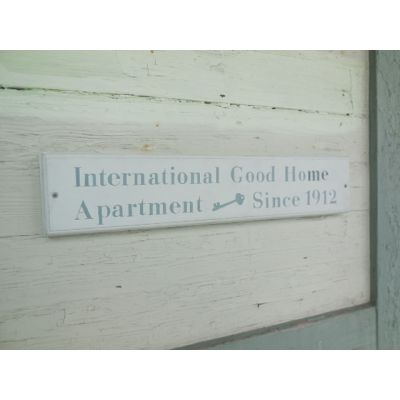 International Good Home
Apartment Since 1912